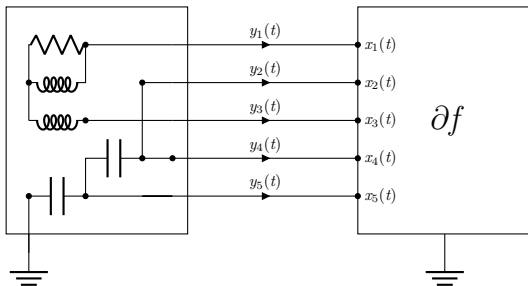 y₁(t)
x₁(t)
y₂(t)
x₂(t)
y₃(t)
x₃(t)
∂f
y₄(t)
x₄(t)
y₅(t)
x₅(t)